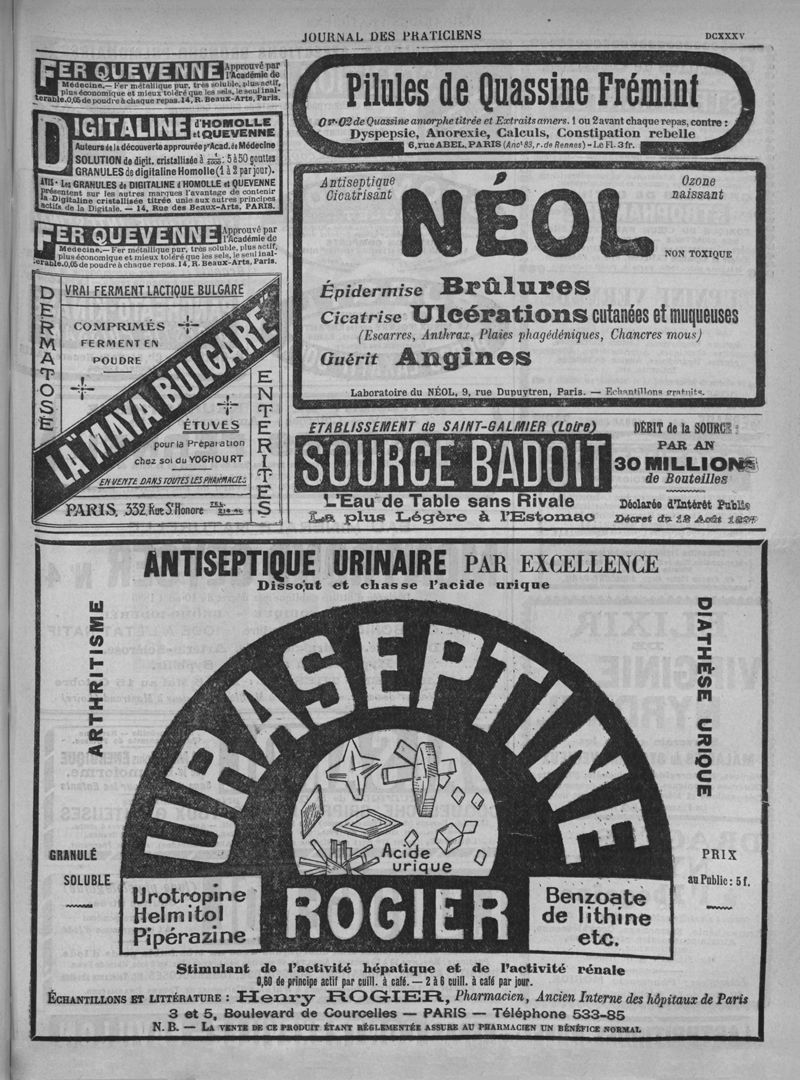 JOURNAL DES PRATICIENS
DCXXXV
FER QUEVENNE Approuvé par
l'Académie de
Médecine.— Fer métallique pur, très soluble, plus actif,
plus économique et mieux toléré que les sels, le seul inal-
térable. 0,05 de poudre à chaque repas. 14, R. Beaux-Arts, Paris.
DIGITALINE d'HOMOLLE
et QUEVENNE
Auteurs de la découverte approuvée p' Acad. de Médecine
SOLUTION de digit. cristallisée à : 5 à 50 gouttes
GRANULES de digitaline Homolle (1 à 2 par jour).
AVIS - Les GRANULES de DIGITALINE d'HOMOLLE et QUEVENNE
présentent sur les autres marques l'avantage de contenir
la Digitaline cristallisée titrée unie aux autres principes
actifs de la Digitale. — 14, Rue des Beaux-Arts, PARIS.
FER QUEVENNE Approuvé par
l'Académie de
Médecine.— Fer métallique pur, très soluble, plus actif,
plus économique et mieux toléré que les sels, le seul inal-
térable. 0,05 de poudre à chaque repas. 14, R. Beaux-Arts, Paris.
DERMATOSE
VRAI FERMENT LACTIQUE BULGARE
COMPRIMÉS
FERMENT EN
POUDRE
LA "MAYA BULGARE"
ÉTUVES
pour la Préparation
chez soi du YOGHOURT
EN VENTE DANS TOUTES LES PHARMACIES
PARIS, 332, Rue St Honoré
ENTERITES
Pilules de Quassine Frémint
0gr.02 de Quassine amorphe titrée et Extraits amers. 1 ou 2 avant chaque repas, contre :
Dyspepsie, Anorexie, Calculs, Constipation rebelle
6, rue ABEL, PARIS (Anct 83, r. de Rennes) — Le Fl. 3 fr.
Antiseptique
Cicatrisant
Ozone
naissant
NÉOL
NON TOXIQUE
Épidermise Brûlures
Cicatrise Ulcérations cutanées et muqueuses
(Escarres, Anthrax, Plaies phagédéniques, Chancres mous)
Guérit Angines
Laboratoire du NÉOL, 9, rue Dupuytren, Paris. — Echantillons gratuits.
ETABLISSEMENT de SAINT-GALMIER (Loire)
SOURCE BADOIT
L'Eau de Table sans Rivale
La plus Légère à l'Estomac
DÉBIT de la SOURCE :
PAR AN
30 MILLIONS
de Bouteilles
Déclarée d'Intérêt Public
Décret du 12 Août 1897
ANTISEPTIQUE URINAIRE PAR EXCELLENCE
Dissout et chasse l'acide urique
ARTHRITISME
DIATHÈSE URIQUE
URASEPTINE
Acide
urique
GRANULÉ
SOLUBLE
PRIX
au Public : 5 f.
Urotropine
Helmitol
Pipérazine
ROGIER
Benzoate
de lithine
etc.
Stimulant de l'activité hépatique et de l'activité rénale
0,60 de principe actif par cuill. à café. — 2 à 6 cuill. à café par jour.
ÉCHANTILLONS ET LITTÉRATURE : Henry ROGIER, Pharmacien, Ancien Interne des hôpitaux de Paris
3 et 5, Boulevard de Courcelles — PARIS — Téléphone 533-85
N. B. — LA VENTE DE CE PRODUIT ÉTANT RÉGLEMENTÉE ASSURE AU PHARMACIEN UN BÉNÉFICE NORMAL